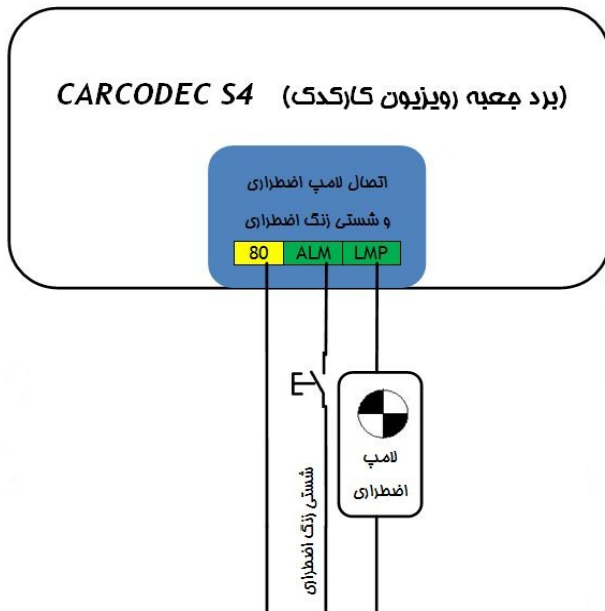 (برد جعبه رویزیون کارکدک) CARCODEC S4
اتصال لامپ اضطراری
و شستی زنگ اضطراری
80 ALM LMP
لامپ
اضطراری
شستی زنگ اضطراری